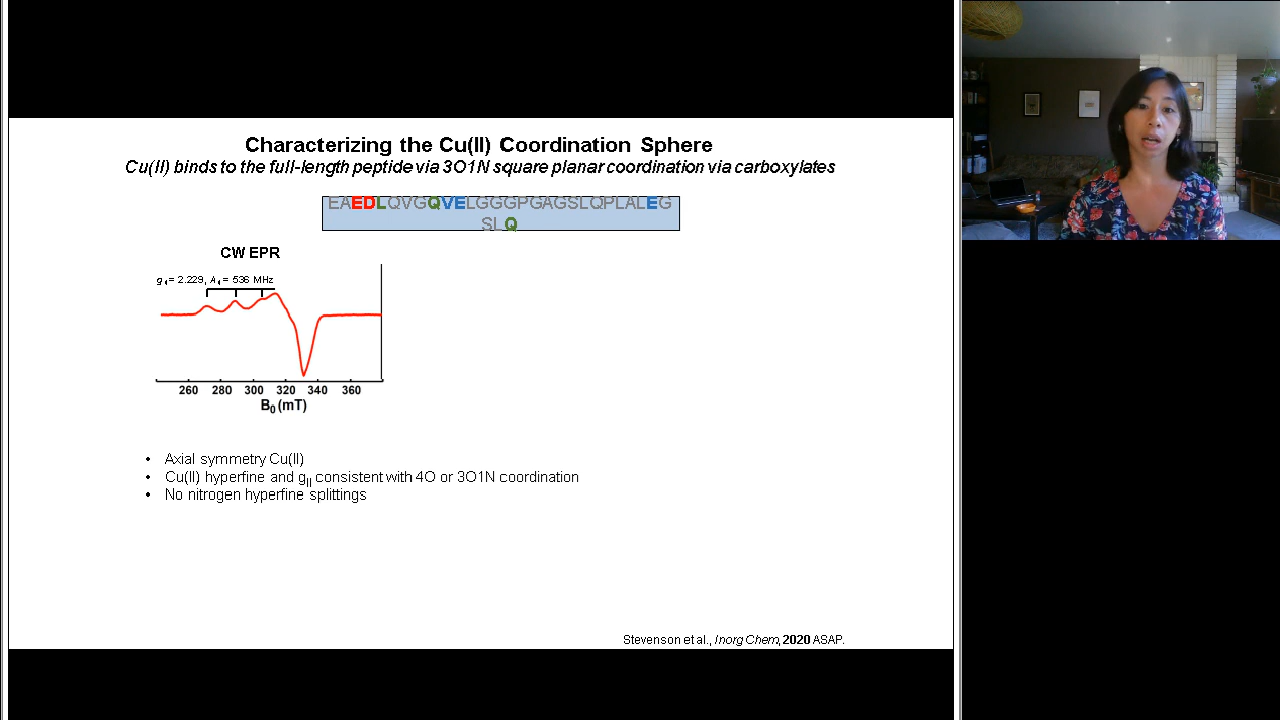 Characterizing the Cu(II) Coordination Sphere
Cu(II) binds to the full-length peptide via 3O1N square planar coordination via carboxylates
EAEDLQVGQVELGGGPGAGSLQPLALEG
SLQ
CW EPR
g∥= 2.229, A∥ = 536 MHz
260 280 300 320 340 360
B0 (mT)
• Axial symmetry Cu(II)
• Cu(II) hyperfine and g|| consistent with 4O or 3O1N coordination
• No nitrogen hyperfine splittings
Stevenson et al., Inorg Chem, 2020 ASAP.